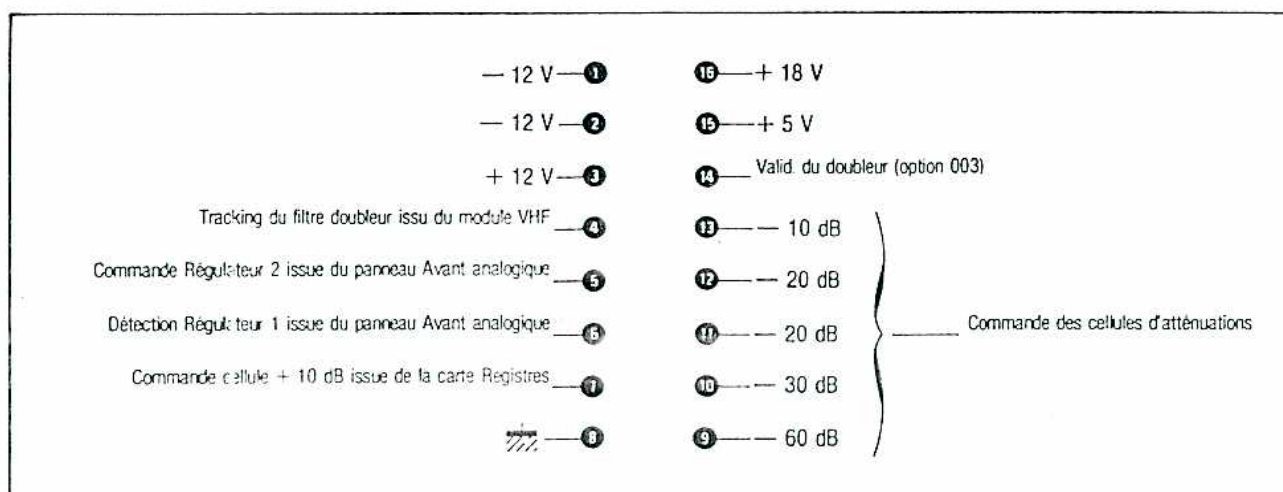 — 12 V 1 16 + 18 V
— 12 V 2 15 + 5 V
+ 12 V 3 14 Valid. du doubleur (option 003)
Tracking du filtre doubleur issu du module VHF 4 13 — 10 dB
Commande Régulateur 2 issue du panneau Avant analogique 5 12 — 20 dB
Détection Régulateur 1 issue du panneau Avant analogique 6 11 — 20 dB
Commande des cellules d'atténuations
Commande cellule + 10 dB issue de la carte Registres 7 10 — 30 dB
8 9 — 60 dB